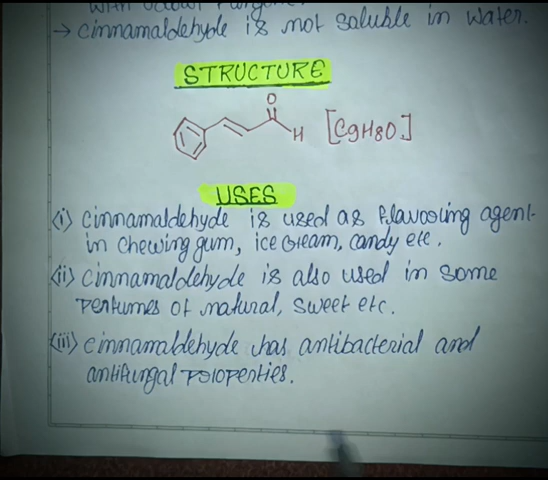 → cinnamaldehyde is not soluble in water.
STRUCTURE
O
H [C9H8O]
USES
(i) cinnamaldehyde is used as flavooring agent
in chewing gum, ice cream, candy etc.
(ii) cinnamaldehyde is also used in some
perfumes of natural, sweet etc.
(iii) cinnamaldehyde has antibacterial and
antifungal properties.